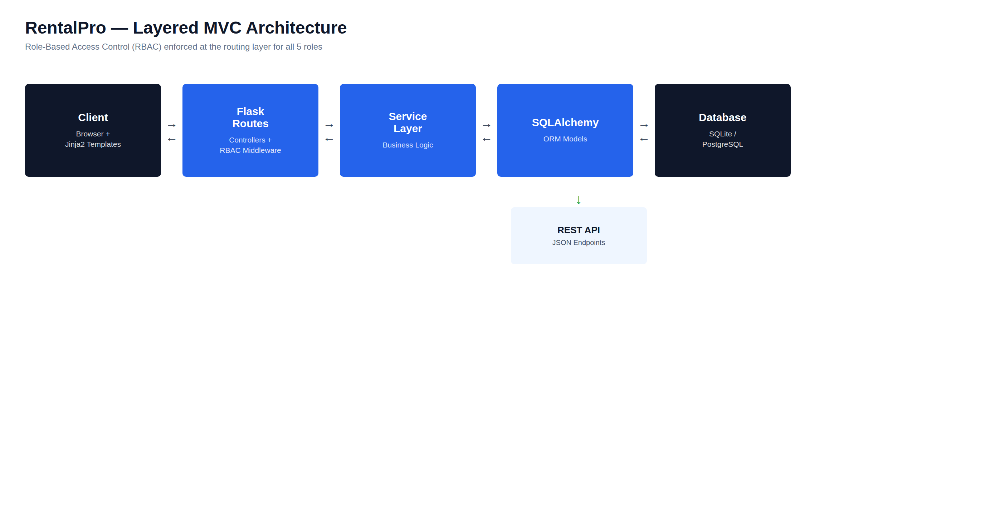 RentalPro — Layered MVC Architecture
Role-Based Access Control (RBAC) enforced at the routing layer for all 5 roles
Client
Browser +
Jinja2 Templates
→
←
Flask
Routes
Controllers +
RBAC Middleware
→
←
Service
Layer
Business Logic
→
←
SQLAlchemy
ORM Models
→
←
Database
SQLite /
PostgreSQL
↓
REST API
JSON Endpoints